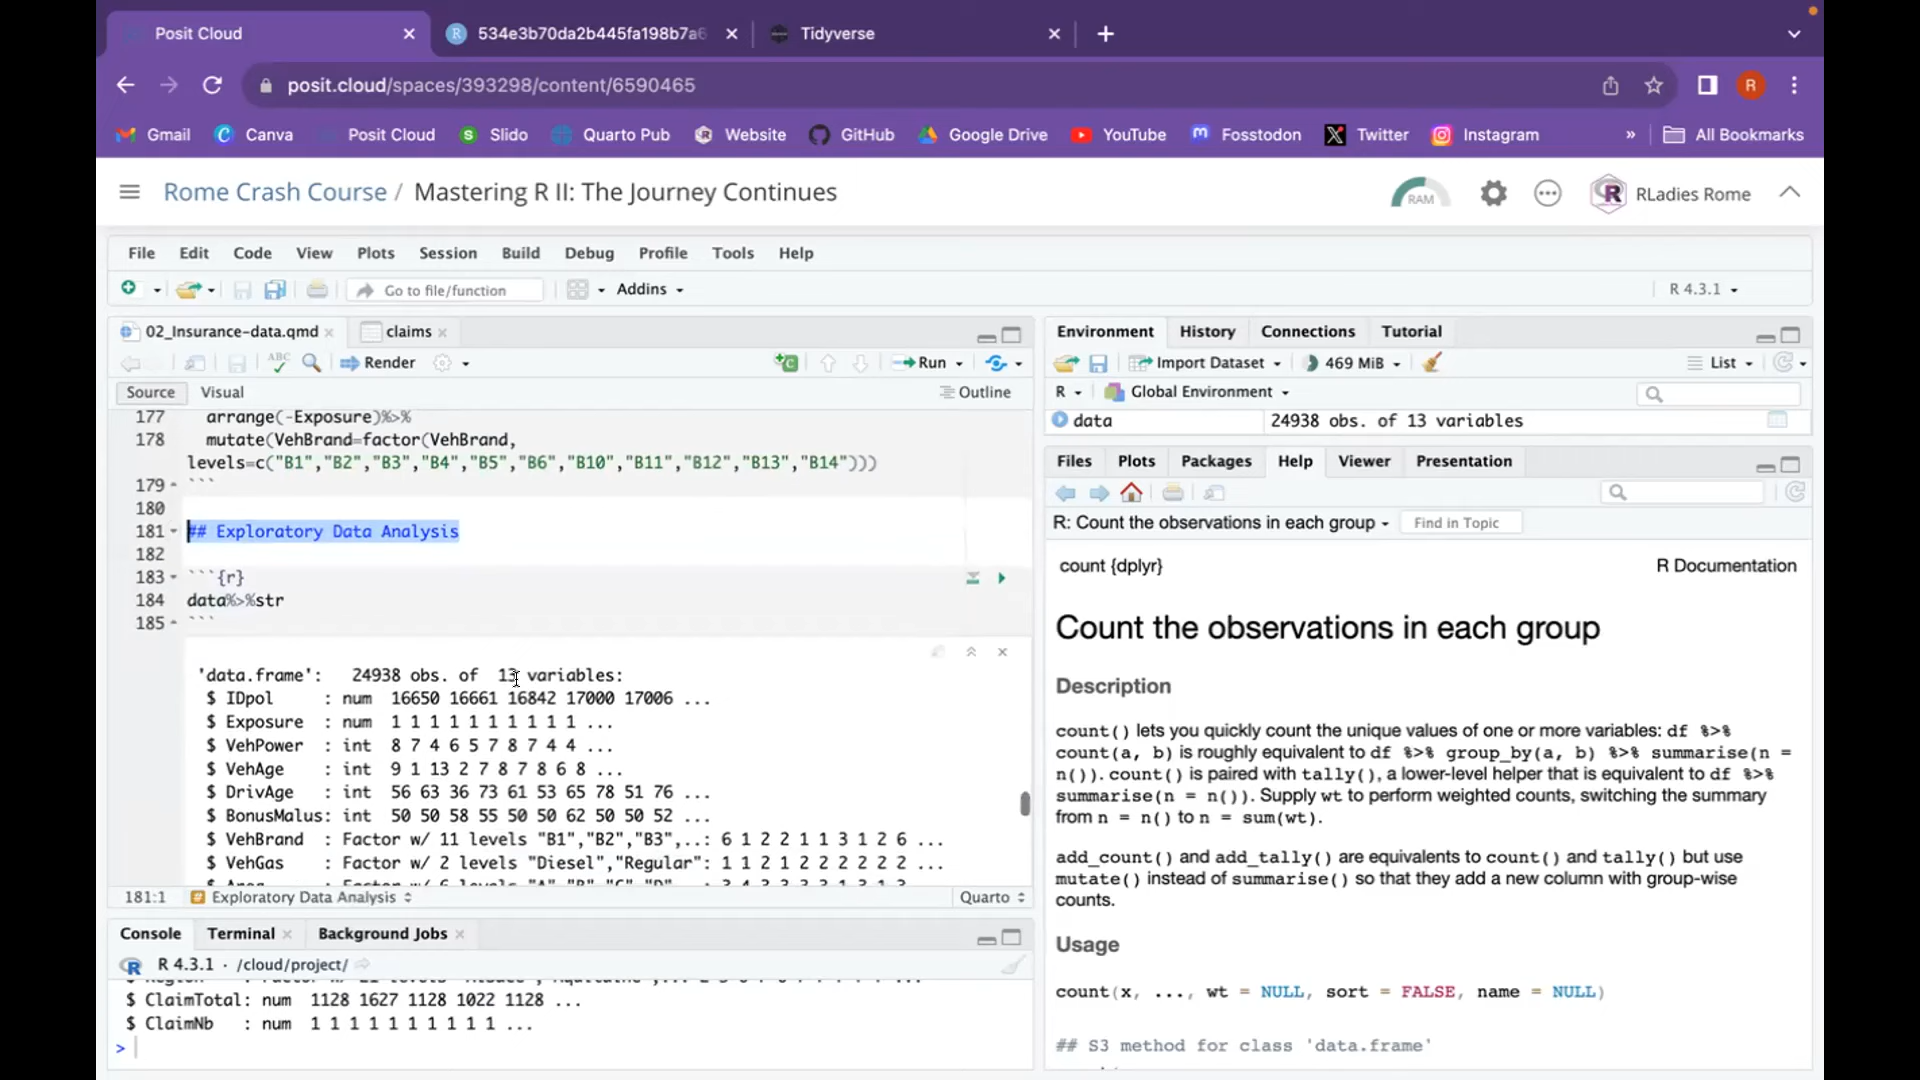 Posit Cloud
534e3b70da2b445fa198b7a6
Tidyverse
posit.cloud/spaces/393298/content/6590465
R
Gmail
Canva
Posit Cloud
Slido
Quarto Pub
Website
GitHub
Google Drive
YouTube
Fosstodon
Twitter
Instagram
»
All Bookmarks
Rome Crash Course / Mastering R II: The Journey Continues
RAM
RLadies Rome
File Edit Code View Plots Session Build Debug Profile Tools Help
Go to file/function
Addins
R 4.3.1
02_Insurance-data.qmd
claims
ABC
Render
Run
Source
Visual
Outline
177 arrange(-Exposure)%>%
178 mutate(VehBrand=factor(VehBrand,
levels=c("B1","B2","B3","B4","B5","B6","B10","B11","B12","B13","B14")))
179 ```
180
181 ## Exploratory Data Analysis
182
183 ```{r}
184 data%>%str
185 ```
'data.frame': 24938 obs. of 13 variables:
$ IDpol : num 16650 16661 16842 17000 17006 ...
$ Exposure : num 1 1 1 1 1 1 1 1 1 1 ...
$ VehPower : int 8 7 4 6 5 7 8 7 4 4 ...
$ VehAge : int 9 1 13 2 7 8 7 8 6 8 ...
$ DrivAge : int 56 63 36 73 61 53 65 78 51 76 ...
$ BonusMalus: int 50 50 58 55 50 50 62 50 50 52 ...
$ VehBrand : Factor w/ 11 levels "B1","B2","B3",..: 6 1 2 2 1 1 3 1 2 6 ...
$ VehGas : Factor w/ 2 levels "Diesel","Regular": 1 1 2 1 2 2 2 2 2 2 ...
181:1
Exploratory Data Analysis
Quarto
Console
Terminal
Background Jobs
R 4.3.1 · /cloud/project/
$ ClaimTotal: num 1128 1627 1128 1022 1128 ...
$ ClaimNb : num 1 1 1 1 1 1 1 1 1 1 ...
>
Environment
History
Connections
Tutorial
Import Dataset
469 MiB
List
R
Global Environment
data
24938 obs. of 13 variables
Files
Plots
Packages
Help
Viewer
Presentation
R: Count the observations in each group
Find in Topic
count {dplyr}
R Documentation
Count the observations in each group
Description
count() lets you quickly count the unique values of one or more variables: df %>%
count(a, b) is roughly equivalent to df %>% group_by(a, b) %>% summarise(n =
n()). count() is paired with tally(), a lower-level helper that is equivalent to df %>%
summarise(n = n()). Supply wt to perform weighted counts, switching the summary
from n = n() to n = sum(wt).
add_count() and add_tally() are equivalents to count() and tally() but use
mutate() instead of summarise() so that they add a new column with group-wise
counts.
Usage
count(x, ..., wt = NULL, sort = FALSE, name = NULL)
## S3 method for class 'data.frame'